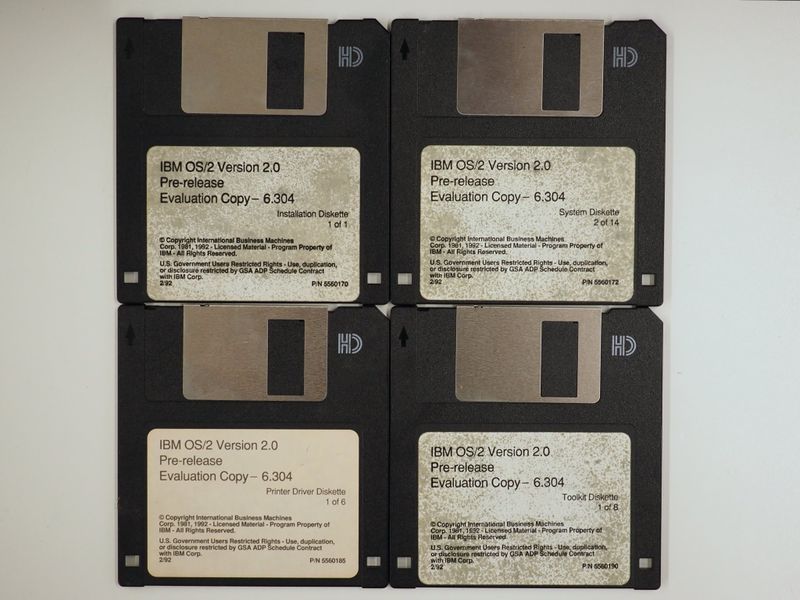 HD
IBM OS/2 Version 2.0
Pre-release
Evaluation Copy – 6.304
Installation Diskette
1 of 1
© Copyright International Business Machines
Corp. 1981, 1992 - Licensed Material - Program Property of
IBM - All Rights Reserved.
U.S. Government Users Restricted Rights - Use, duplication,
or disclosure restricted by GSA ADP Schedule Contract
with IBM Corp.
2/92 P/N 5560170
HD
IBM OS/2 Version 2.0
Pre-release
Evaluation Copy – 6.304
System Diskette
2 of 14
© Copyright International Business Machines
Corp. 1981, 1992 - Licensed Material - Program Property of
IBM - All Rights Reserved.
U.S. Government Users Restricted Rights - Use, duplication,
or disclosure restricted by GSA ADP Schedule Contract
with IBM Corp.
2/92 P/N 5560172
HD
IBM OS/2 Version 2.0
Pre-release
Evaluation Copy – 6.304
Printer Driver Diskette
1 of 6
© Copyright International Business Machines
Corp. 1981, 1992 - Licensed Material - Program Property of
IBM - All Rights Reserved.
U.S. Government Users Restricted Rights - Use, duplication,
or disclosure restricted by GSA ADP Schedule Contract
with IBM Corp.
2/92 P/N 5560185
HD
IBM OS/2 Version 2.0
Pre-release
Evaluation Copy – 6.304
Toolkit Diskette
1 of 8
© Copyright International Business Machines
Corp. 1981, 1992 - Licensed Material - Program Property of
IBM - All Rights Reserved.
U.S. Government Users Restricted Rights - Use, duplication,
or disclosure restricted by GSA ADP Schedule Contract
with IBM Corp.
2/92 P/N 5560190